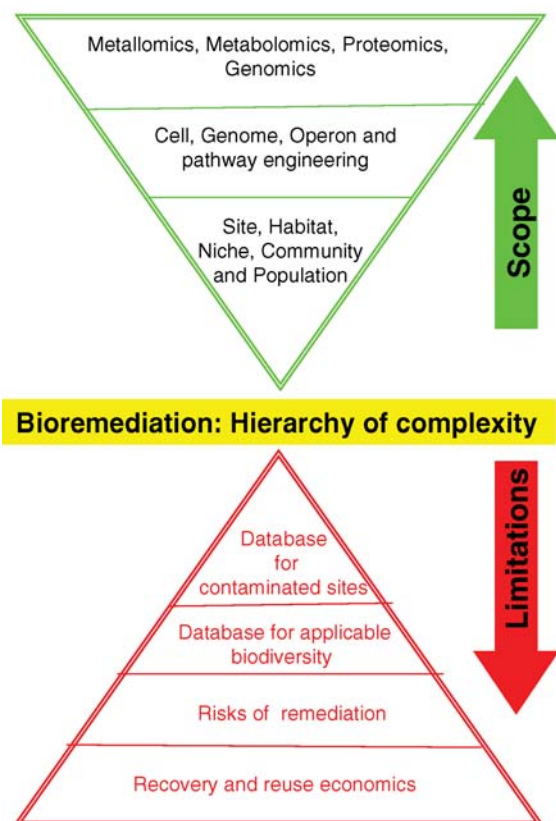 Metallomics, Metabolomics, Proteomics,
Genomics
Cell, Genome, Operon and
pathway engineering
Site, Habitat,
Niche, Community
and Population
Scope
Bioremediation: Hierarchy of complexity
Limitations
Database
for
contaminated sites
Database for applicable
biodiversity
Risks of remediation
Recovery and reuse economics